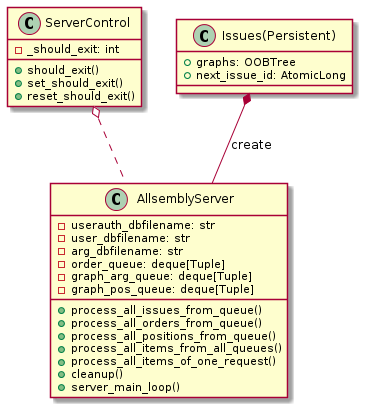 C ServerControl
_should_exit: int
should_exit()
set_should_exit()
reset_should_exit()
C Issues(Persistent)
graphs: OOBTree
next_issue_id: AtomicLong
create
C AllsemblyServer
userauth_dbfilename: str
user_dbfilename: str
arg_dbfilename: str
order_queue: deque[Tuple]
graph_arg_queue: deque[Tuple]
graph_pos_queue: deque[Tuple]
process_all_issues_from_queue()
process_all_orders_from_queue()
process_all_positions_from_queue()
process_all_items_from_all_queues()
process_all_items_of_one_request()
cleanup()
server_main_loop()